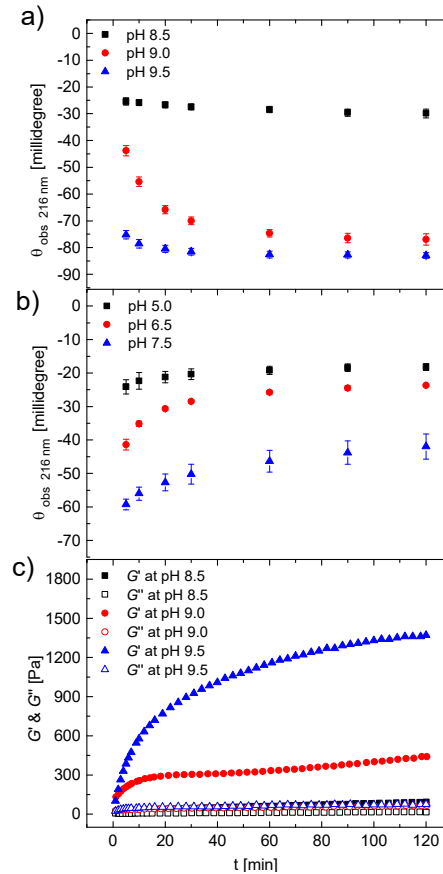 a)
0
-10
-20
-30
-40
-50
-60
-70
-80
-90
pH 8.5
pH 9.0
pH 9.5
θobs 216 nm [millidegree]
b)
0
-10
-20
-30
-40
-50
-60
-70
pH 5.0
pH 6.5
pH 7.5
θobs 216 nm [millidegree]
c)
1800
1500
1200
900
600
300
0
G' at pH 8.5
G'' at pH 8.5
G' at pH 9.0
G'' at pH 9.0
G' at pH 9.5
G'' at pH 9.5
G' & G'' [Pa]
0 20 40 60 80 100 120
t [min]